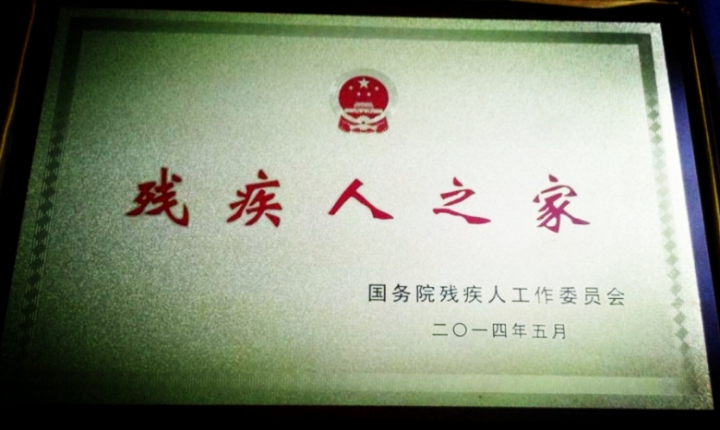 残疾人之家
国务院残疾人工作委员会
二〇一四年五月